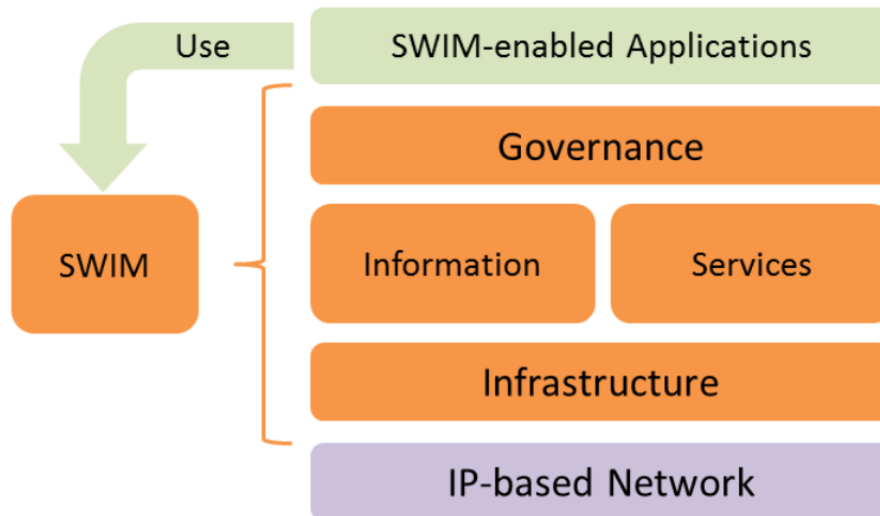 Use
SWIM-enabled Applications
Governance
SWIM
Information
Services
Infrastructure
IP-based Network